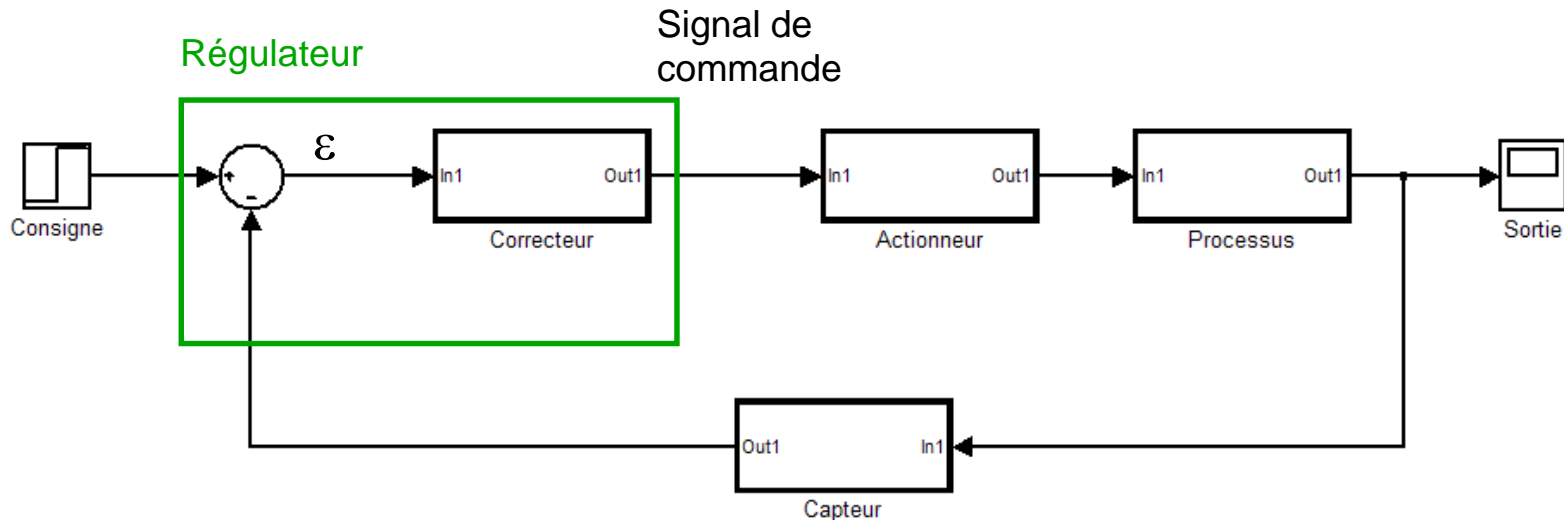 Signal de
commande
Régulateur
ε
+
-
In1 Out1
In1 Out1
In1 Out1
Consigne
Correcteur
Actionneur
Processus
Sortie
Out1 In1
Capteur